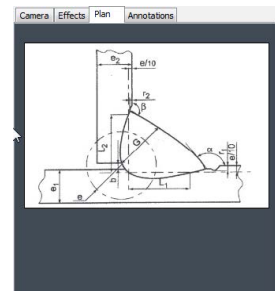 Camera Effects Plan Annotations
e₂ e/10
r₂
β
L₂ G α r₁ e/10
e₁ b
a L₁